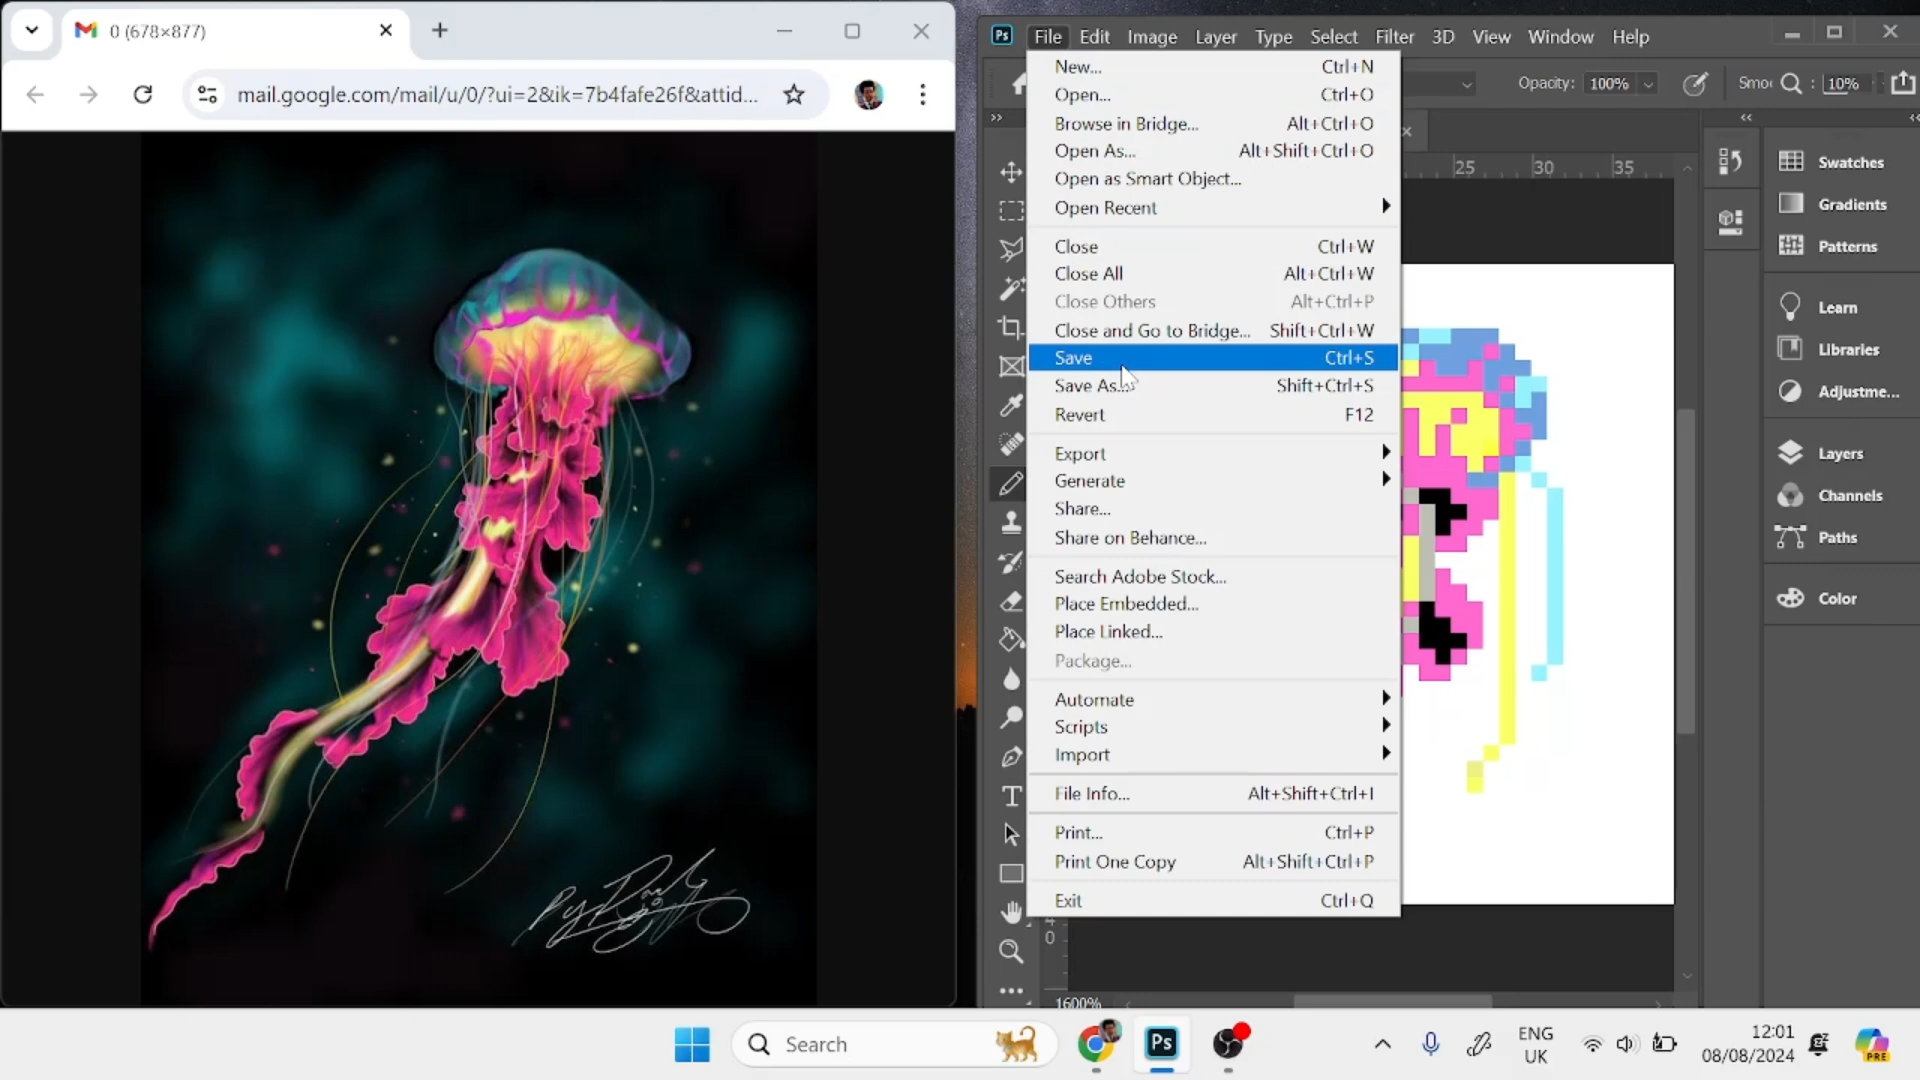 0 (678×877)
mail.google.com/mail/u/0/?ui=2&ik=7b4fafe26f&attid...
Ps
File Edit Image Layer Type Select Filter 3D View Window Help
Opacity: 100%
Smo
: 10%
New... Ctrl+N
Open... Ctrl+O
Browse in Bridge... Alt+Ctrl+O
Open As... Alt+Shift+Ctrl+O
Open as Smart Object...
Open Recent
Close Ctrl+W
Close All Alt+Ctrl+W
Close Others Alt+Ctrl+P
Close and Go to Bridge... Shift+Ctrl+W
Save Ctrl+S
Save As... Shift+Ctrl+S
Revert F12
Export
Generate
Share...
Share on Behance...
Search Adobe Stock...
Place Embedded...
Place Linked...
Package...
Automate
Scripts
Import
File Info... Alt+Shift+Ctrl+I
Print... Ctrl+P
Print One Copy Alt+Shift+Ctrl+P
Exit Ctrl+Q
25 30 35
Swatches
Gradients
Patterns
Learn
Libraries
Adjustme...
Layers
Channels
Paths
Color
0
1600%
Search
Ps
ENG
UK
12:01
08/08/2024
PRE